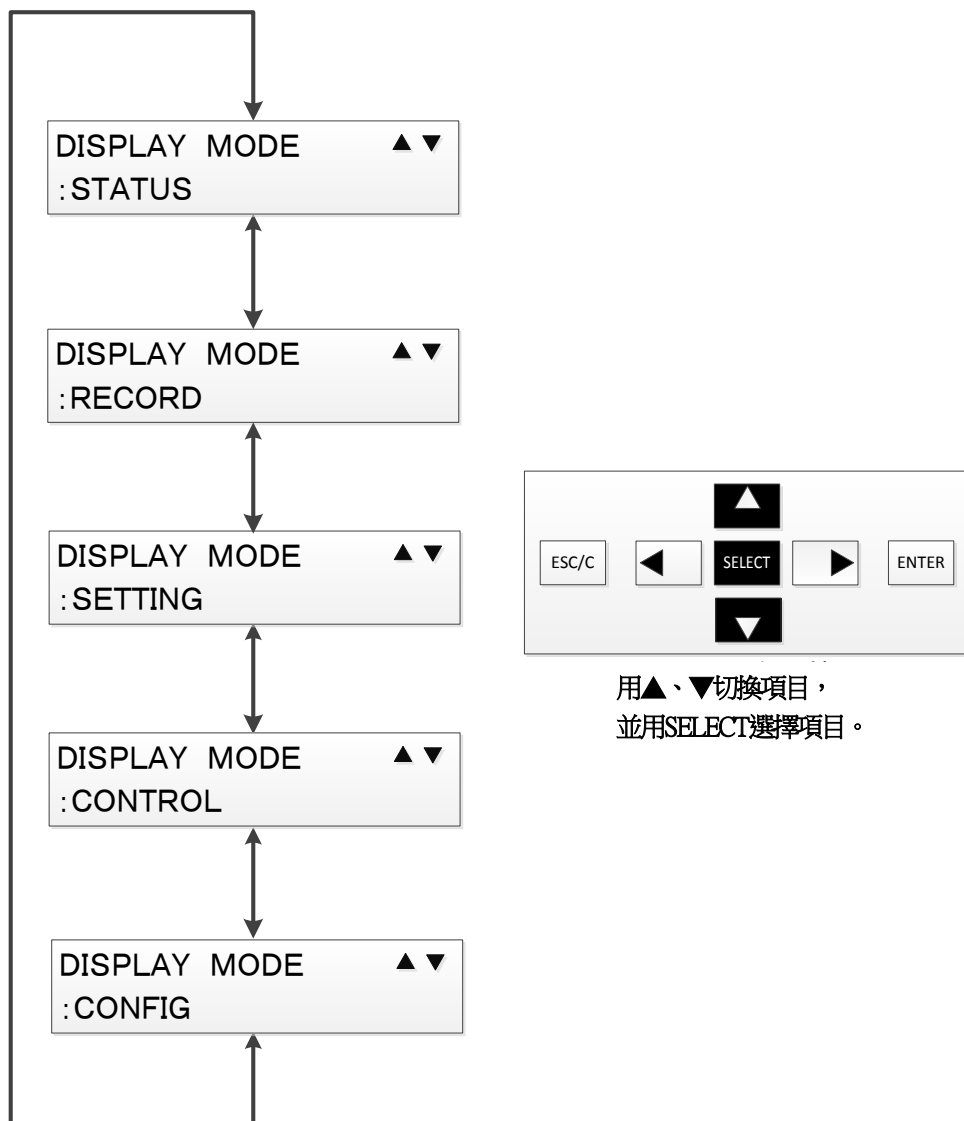 DISPLAY MODE ▲ ▼
:STATUS
DISPLAY MODE ▲ ▼
:RECORD
DISPLAY MODE ▲ ▼
:SETTING
DISPLAY MODE ▲ ▼
:CONTROL
DISPLAY MODE ▲ ▼
:CONFIG
ESC/C
SELECT
ENTER
用▲、▼切換項目，
並用SELECT選擇項目。